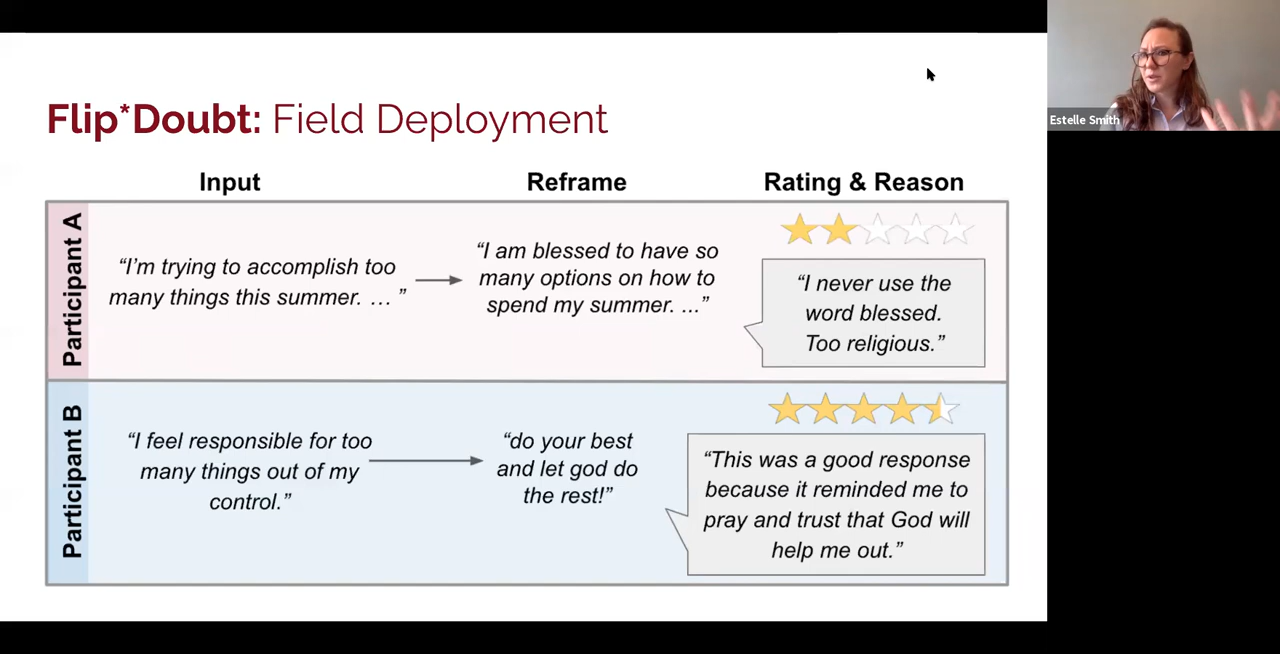 Flip*Doubt: Field Deployment
Input
Reframe
Rating & Reason
Participant A
“I’m trying to accomplish too
many things this summer. … ”
“I am blessed to have so
many options on how to
spend my summer. ...”
“I never use the
word blessed.
Too religious.”
Participant B
“I feel responsible for too
many things out of my
control.”
“do your best
and let god do
the rest!”
“This was a good response
because it reminded me to
pray and trust that God will
help me out.”
Estelle Smith